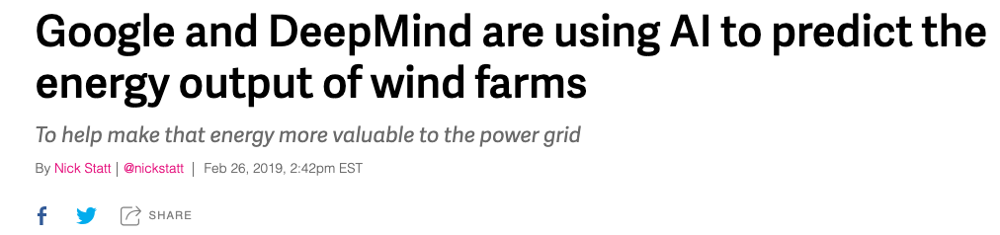 Google and DeepMind are using AI to predict the
energy output of wind farms
To help make that energy more valuable to the power grid
By Nick Statt | @nickstatt | Feb 26, 2019, 2:42pm EST
SHARE